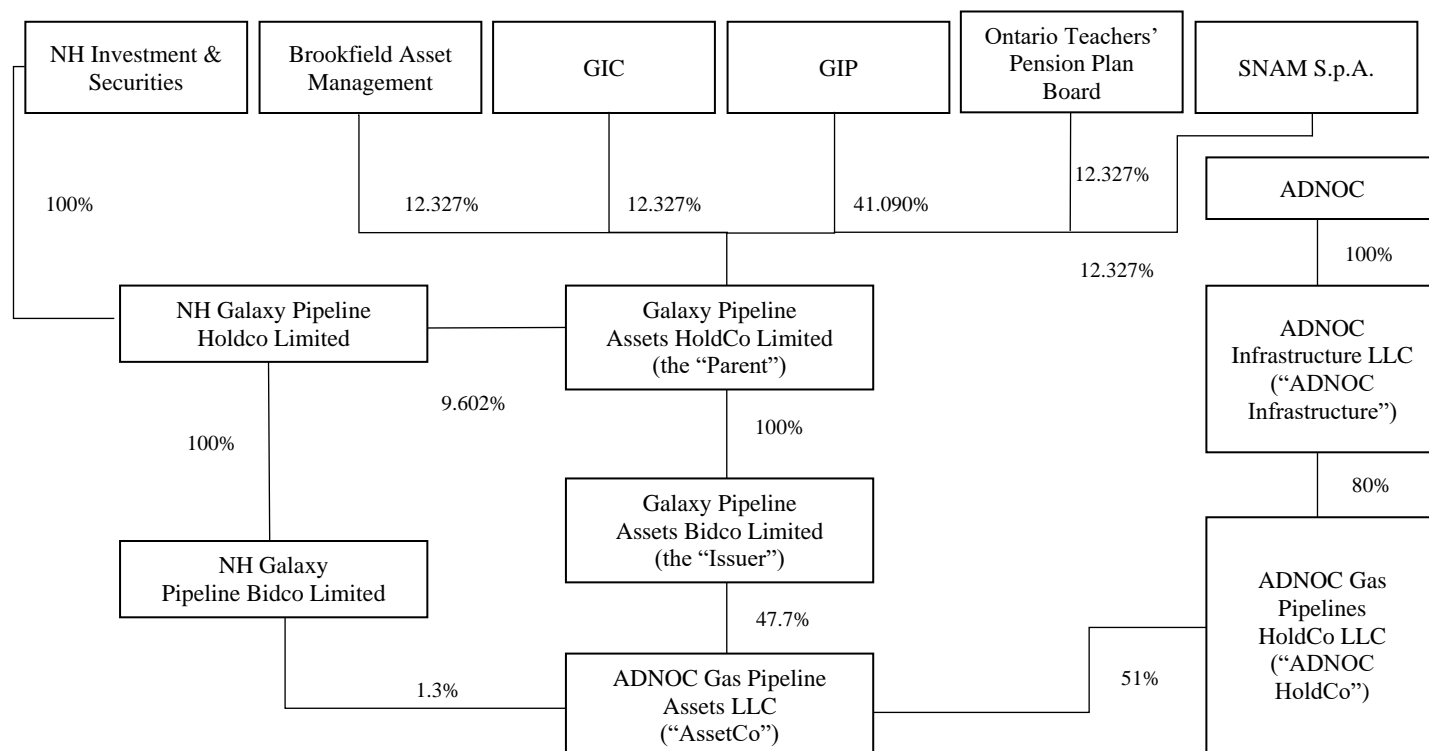 NH Investment &
Securities
Brookfield Asset
Management
GIC
GIP
Ontario Teachers’
Pension Plan
Board
SNAM S.p.A.
100%
12.327%
12.327%
41.090%
12.327%
ADNOC
12.327%
100%
NH Galaxy Pipeline
Holdco Limited
Galaxy Pipeline
Assets HoldCo Limited
(the “Parent”)
ADNOC
Infrastructure LLC
(“ADNOC
Infrastructure”)
9.602%
100%
100%
80%
NH Galaxy
Pipeline Bidco Limited
Galaxy Pipeline
Assets Bidco Limited
(the “Issuer”)
ADNOC Gas
Pipelines
HoldCo LLC
(“ADNOC
HoldCo”)
47.7%
1.3%
51%
ADNOC Gas Pipeline
Assets LLC
(“AssetCo”)